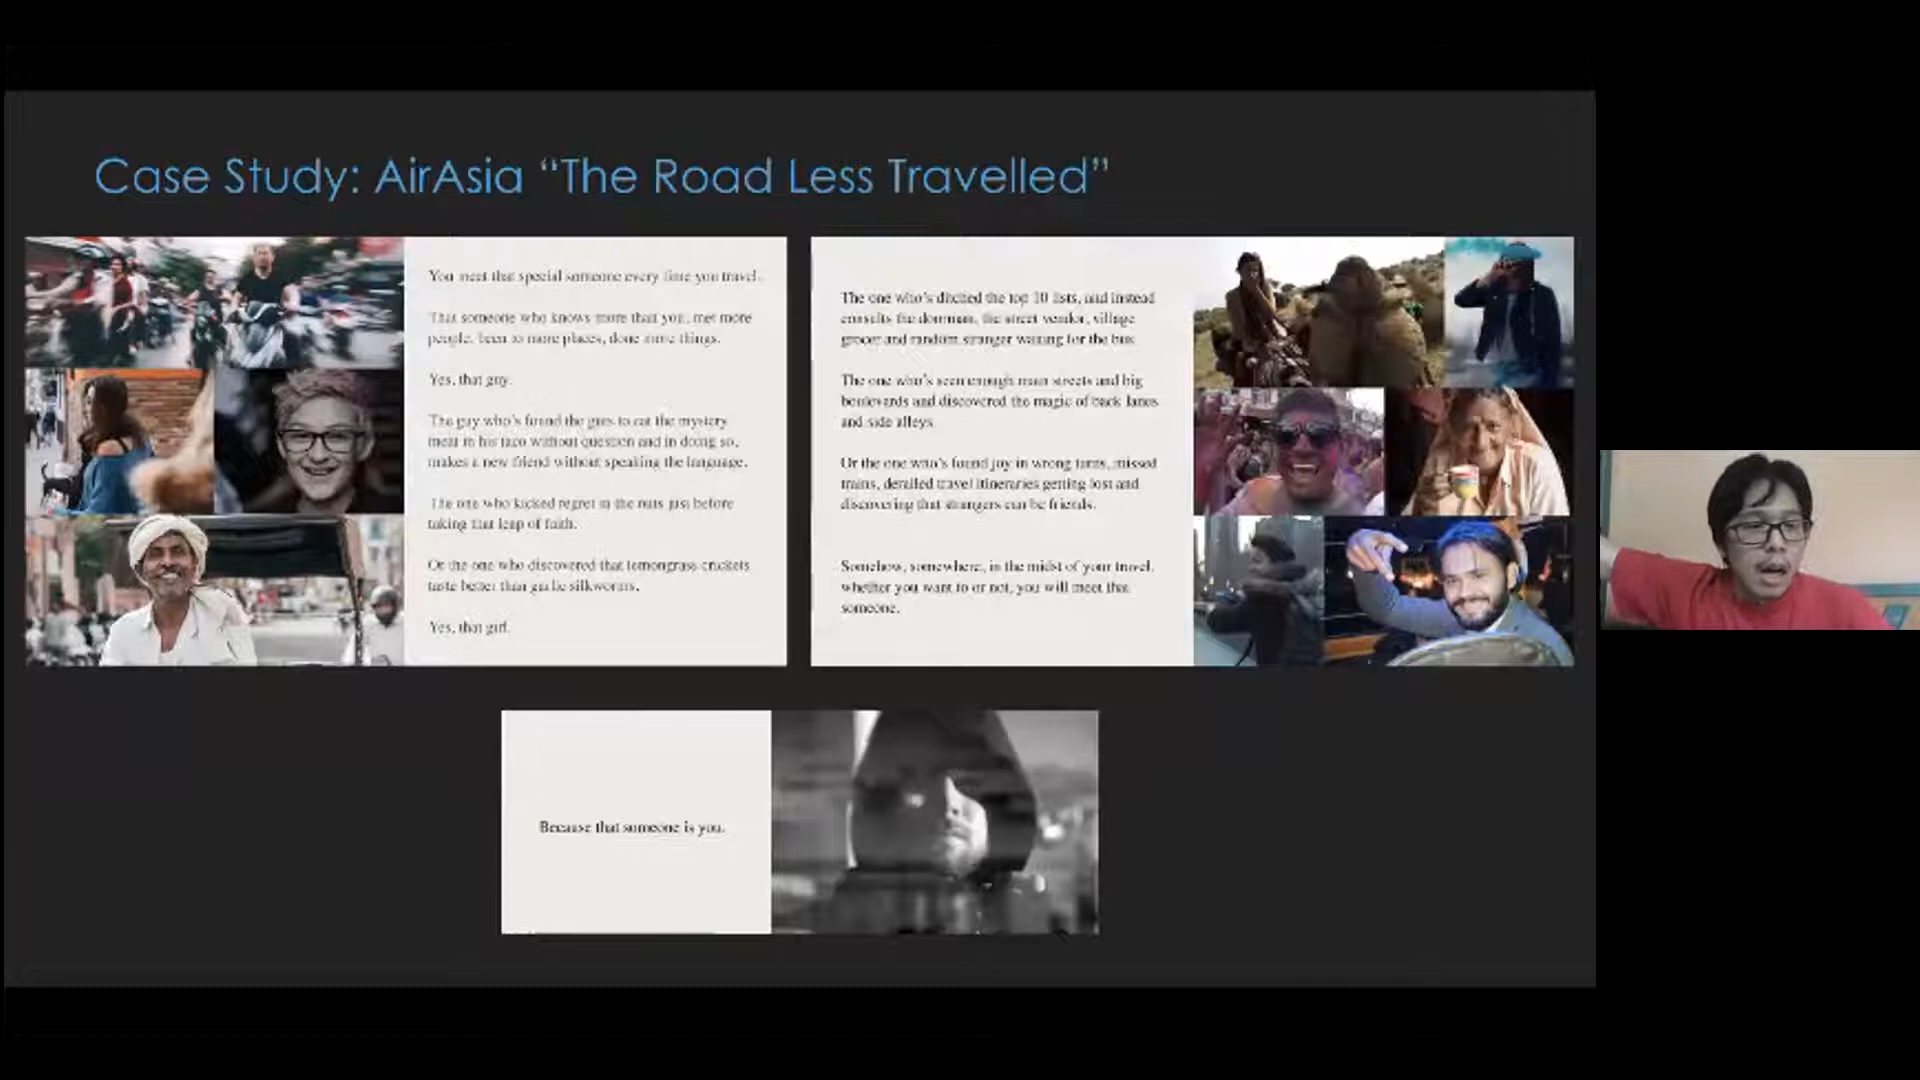 Case Study: AirAsia “The Road Less Travelled”
You meet that special someone every time you travel.
That someone who knows more than you, met more
people, been to more places, done more things.
Yes, that guy.
The guy who’s found the guts to eat the mystery
meat in his taco without question and in doing so,
makes a new friend without speaking the language.
The one who kicked regret in the nuts just before
taking that leap of faith.
Or the one who discovered that lemongrass crickets
taste better than garlic silkworms.
Yes, that girl.
The one who’s ditched the top 10 lists, and instead
consults the doorman, the street vendor, village
grocer and random stranger waiting for the bus.
The one who’s seen enough main streets and big
boulevards and discovered the magic of back lanes
and side alleys.
Or the one who’s found joy in wrong turns, missed
trains, derailed travel itineraries getting lost and
discovering that strangers can be friends.
Somehow, somewhere, in the midst of your travel,
whether you want to or not, you will meet that
someone.
Because that someone is you.